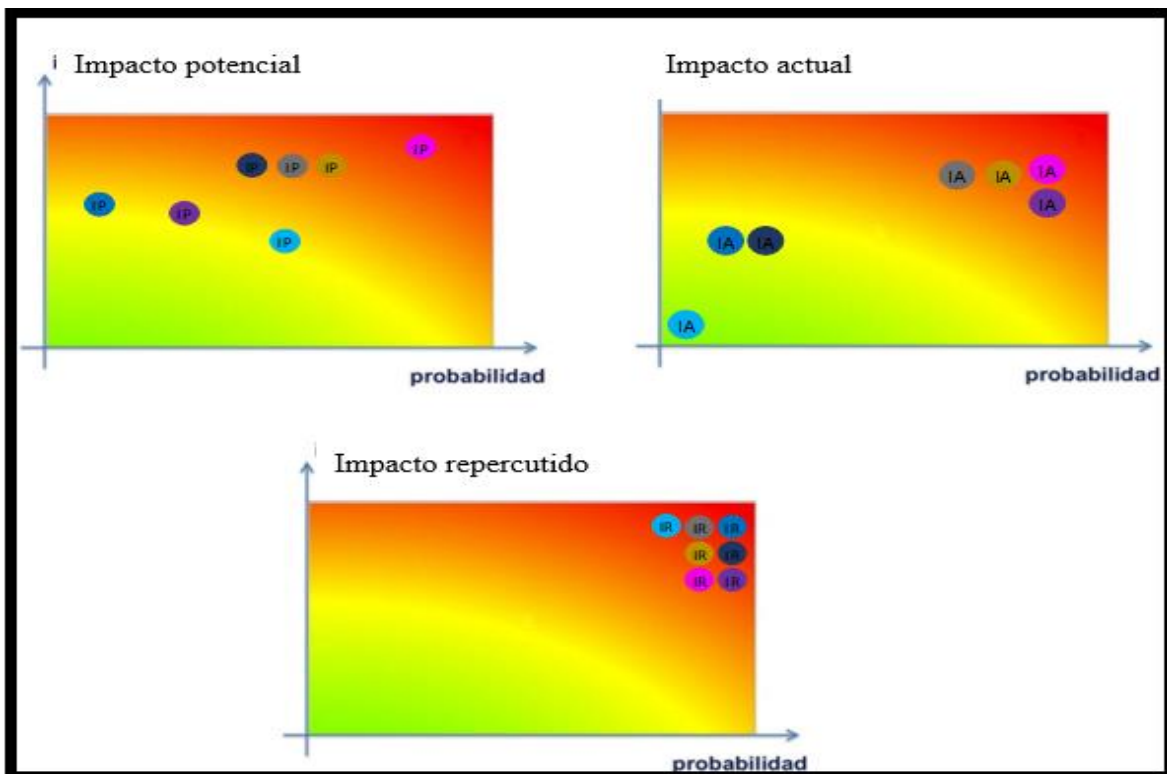 i Impacto potencial
IP
IP IP IP
IP
IP
IP
probabilidad
Impacto actual
IA IA IA
IA
IA IA
IA
probabilidad
Impacto repercutido
IR IR IR
IR IR
IR IR
probabilidad